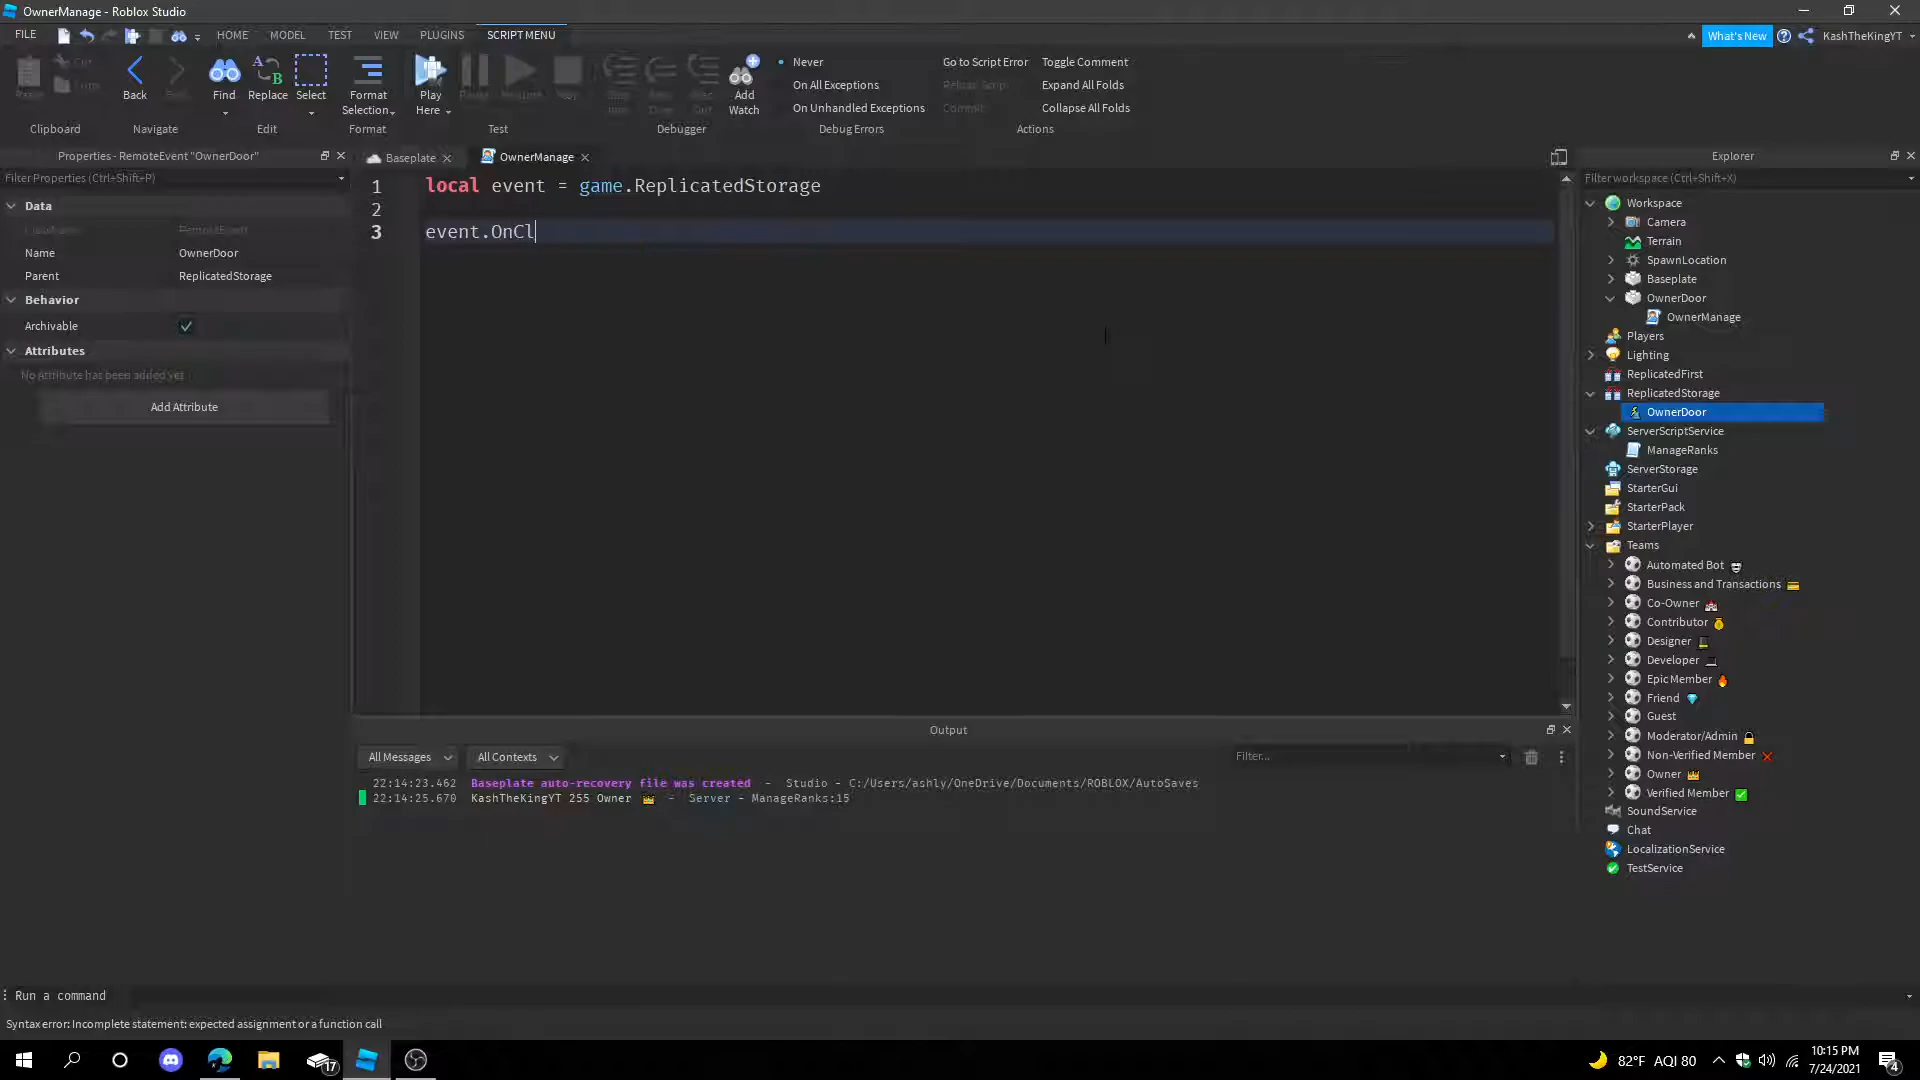 OwnerManage - Roblox Studio
FILE HOME MODEL TEST VIEW PLUGINS SCRIPT MENU What's New KashTheKingYT
Back Find Replace Select Format Selection Play Here Add Watch
Never Go to Script Error Toggle Comment
On All Exceptions Reload Script Expand All Folds
On Unhandled Exceptions Commit Collapse All Folds
Clipboard Navigate Edit Format Test Debugger Debug Errors Actions
Properties - RemoteEvent "OwnerDoor"
Filter Properties (Ctrl+Shift+P)
Data
RemoteEvent
Name OwnerDoor
Parent ReplicatedStorage
Behavior
Archivable
Attributes
No Attribute has been added yet
Add Attribute
Baseplate OwnerManage
1 local event = game.ReplicatedStorage
2
3 event.OnCl
Output
All Messages All Contexts Filter...
22:14:23.462 Baseplate auto-recovery file was created - Studio - C:/Users/ashly/OneDrive/Documents/ROBLOX/AutoSaves
22:14:25.670 KashTheKingYT 255 Owner 👑 - Server - ManageRanks:15
Explorer
Filter workspace (Ctrl+Shift+X)
Workspace
Camera
Terrain
SpawnLocation
Baseplate
OwnerDoor
OwnerManage
Players
Lighting
ReplicatedFirst
ReplicatedStorage
OwnerDoor
ServerScriptService
ManageRanks
ServerStorage
StarterGui
StarterPack
StarterPlayer
Teams
Automated Bot
Business and Transactions
Co-Owner
Contributor
Designer
Developer
Epic Member
Friend
Guest
Moderator/Admin
Non-Verified Member
Owner
Verified Member
SoundService
Chat
LocalizationService
TestService
Run a command
Syntax error: Incomplete statement: expected assignment or a function call
17
82°F AQI 80
10:15 PM
7/24/2021
4